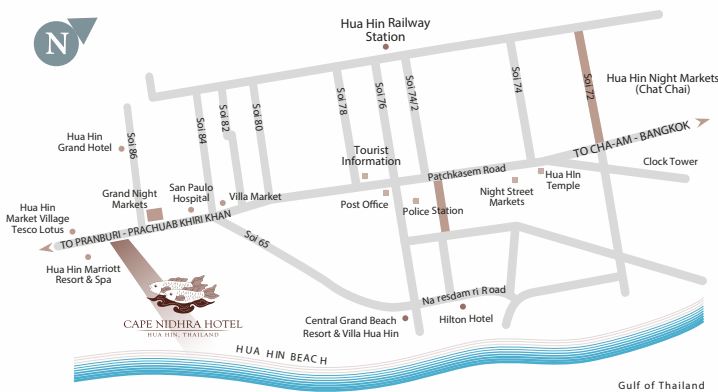 N
Hua Hin Railway
Station
Soi 86
Soi 84
Soi 82
Soi 80
Soi 78
Soi 76
Soi 74/2
Soi 74
Soi 72
Hua Hin Night Markets
(Chat Chai)
TO CHA-AM - BANGKOK
Clock Tower
Hua Hin
Grand Hotel
Tourist
Information
Patchkasem Road
Hua HIn
Temple
Night Street
Markets
Police Station
Post Office
Grand Night
Markets
San Paulo
Hospital
Villa Market
Hua Hin
Market Village
Tesco Lotus
TO PRANBURI - PRACHUAB KHIRI KHAN
Soi 65
Hua Hin Marriott
Resort & Spa
CAPE NIDHRA HOTEL
HUA HIN, THAILAND
Na resdam ri Road
Central Grand Beach
Resort & Villa Hua Hin
Hilton Hotel
HUA HIN BEACH
Gulf of Thailand